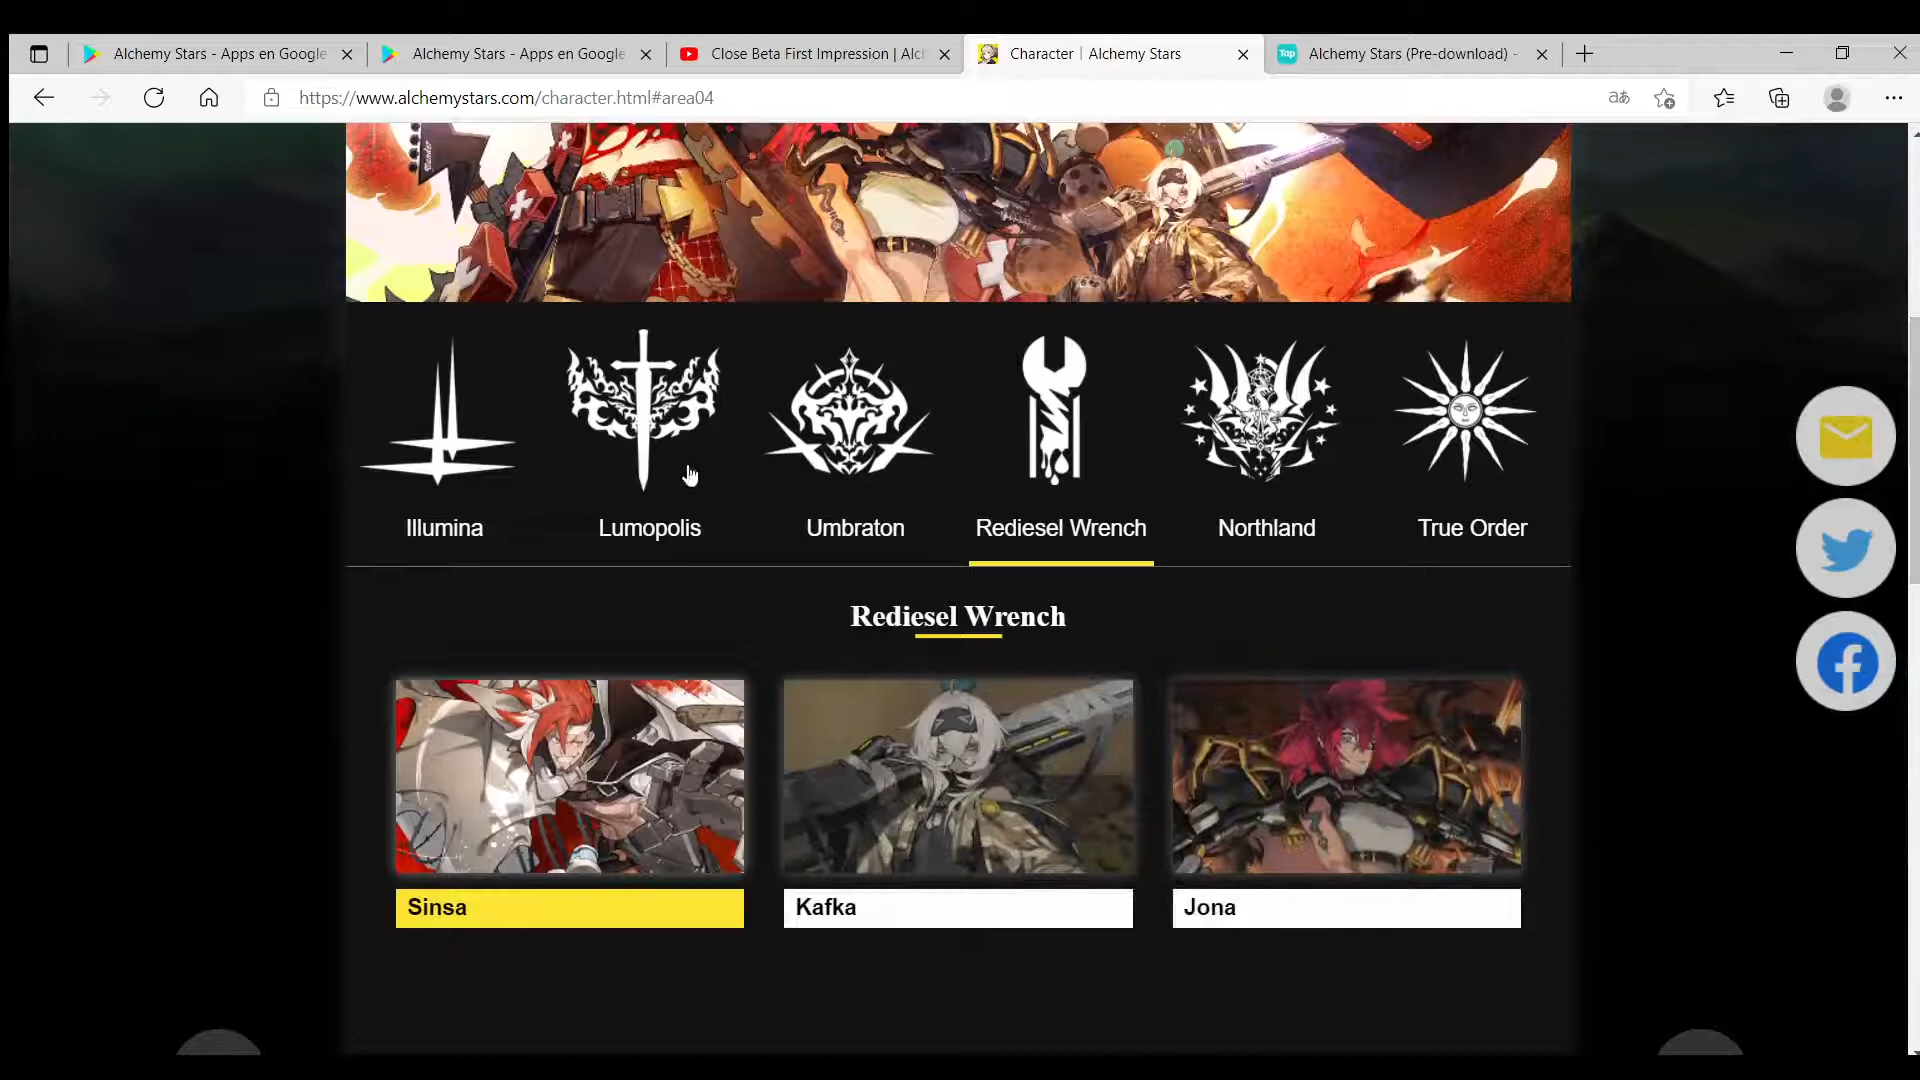 Alchemy Stars - Apps en Google
Alchemy Stars - Apps en Google
Close Beta First Impression | Alc
Character | Alchemy Stars
Tap
Alchemy Stars (Pre-download) -
https://www.alchemystars.com/character.html#area04
Illumina
Lumopolis
Umbraton
Rediesel Wrench
Northland
True Order
Rediesel Wrench
Sinsa
Kafka
Jona